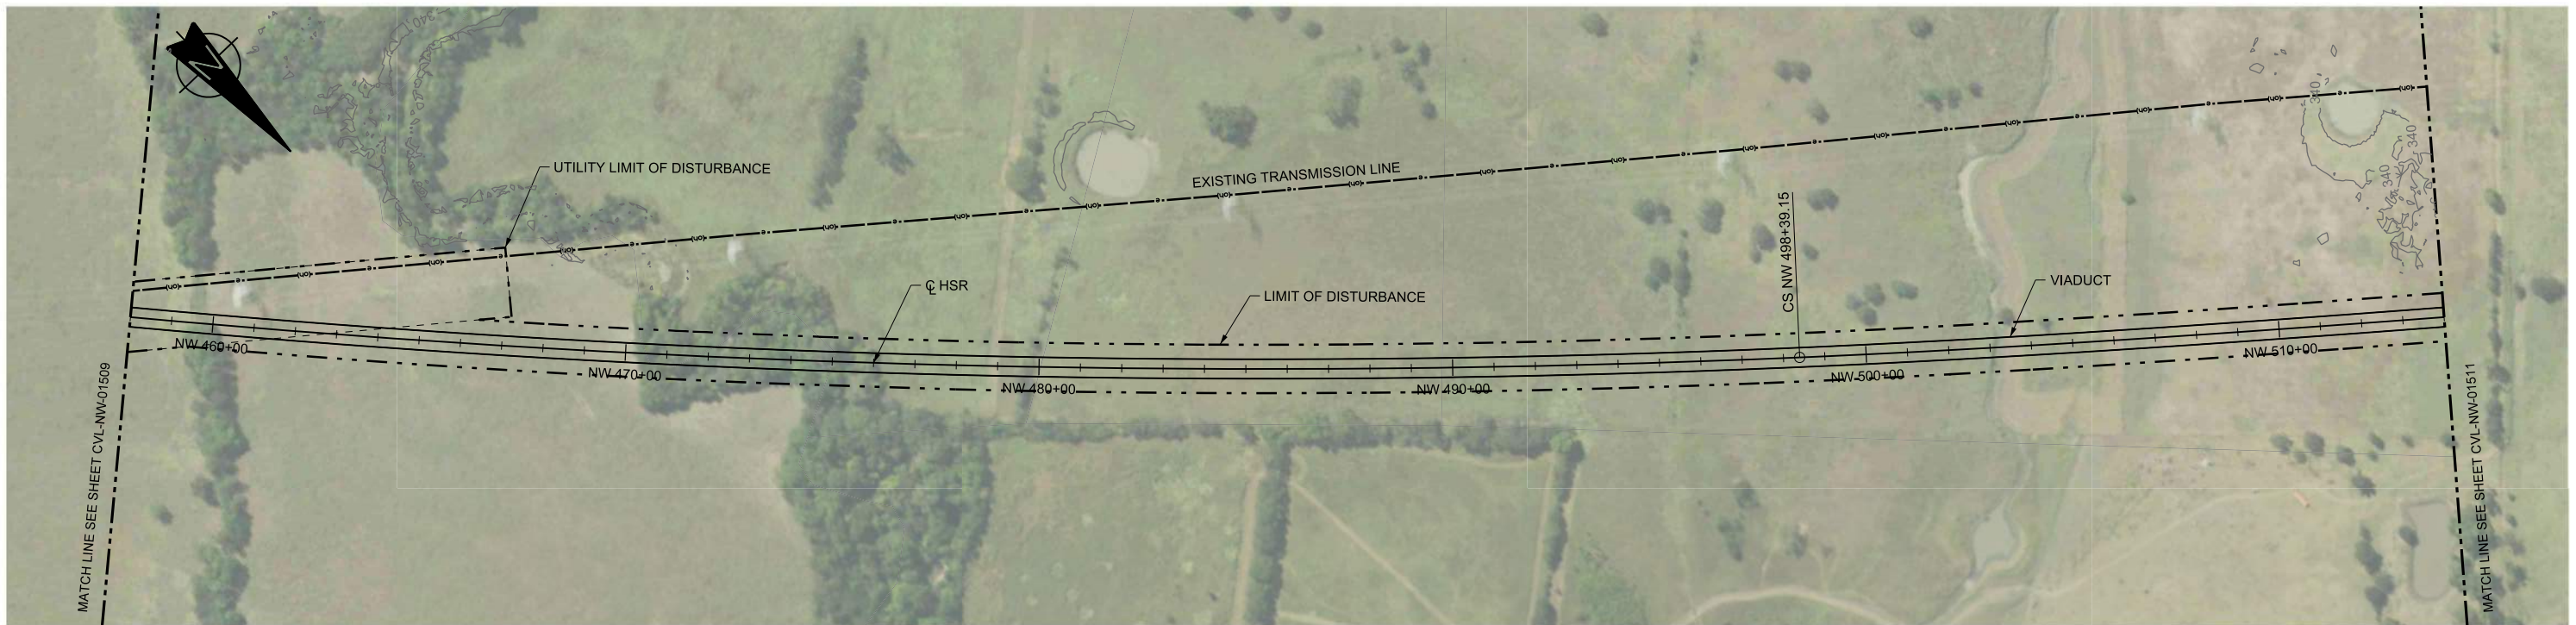 340
N
UTILITY LIMIT OF DISTURBANCE
EXISTING TRANSMISSION LINE
340
340
340
CS NW 498+39.15
℄ HSR
LIMIT OF DISTURBANCE
VIADUCT
NW 460+00
NW 470+00
NW 480+00
NW 490+00
NW 500+00
NW 510+00
MATCH LINE SEE SHEET CVL-NW-01509
MATCH LINE SEE SHEET CVL-NW-01511